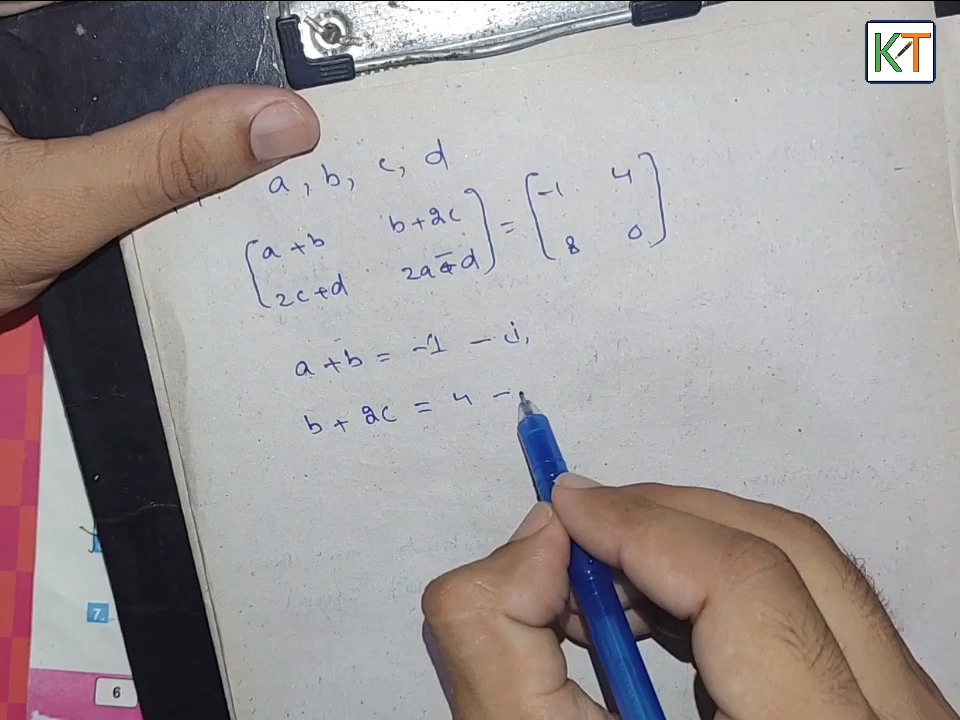 KT
a, b, c, d
[a+b b+2c] = [-1 4]
[2c+d 2a-d] [8 0]
a+b = -1 - i,
b+2c = 4 -
7.
6